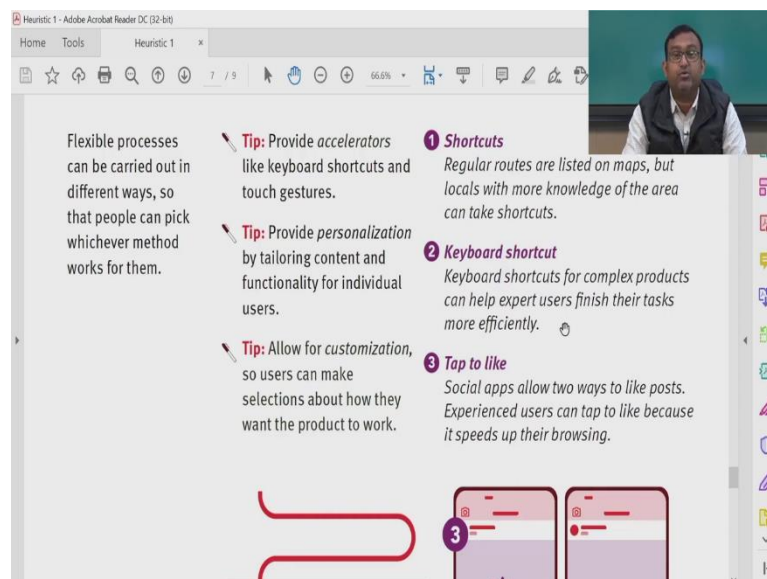 Heuristic 1 - Adobe Acrobat Reader DC (32-bit)
Home Tools Heuristic 1 ×
7 / 9 66.6%
Flexible processes
can be carried out in
different ways, so
that people can pick
whichever method
works for them.
Tip: Provide accelerators
like keyboard shortcuts and
touch gestures.
Tip: Provide personalization
by tailoring content and
functionality for individual
users.
Tip: Allow for customization,
so users can make
selections about how they
want the product to work.
1 Shortcuts
Regular routes are listed on maps, but
locals with more knowledge of the area
can take shortcuts.
2 Keyboard shortcut
Keyboard shortcuts for complex products
can help expert users finish their tasks
more efficiently.
3 Tap to like
Social apps allow two ways to like posts.
Experienced users can tap to like because
it speeds up their browsing.
3